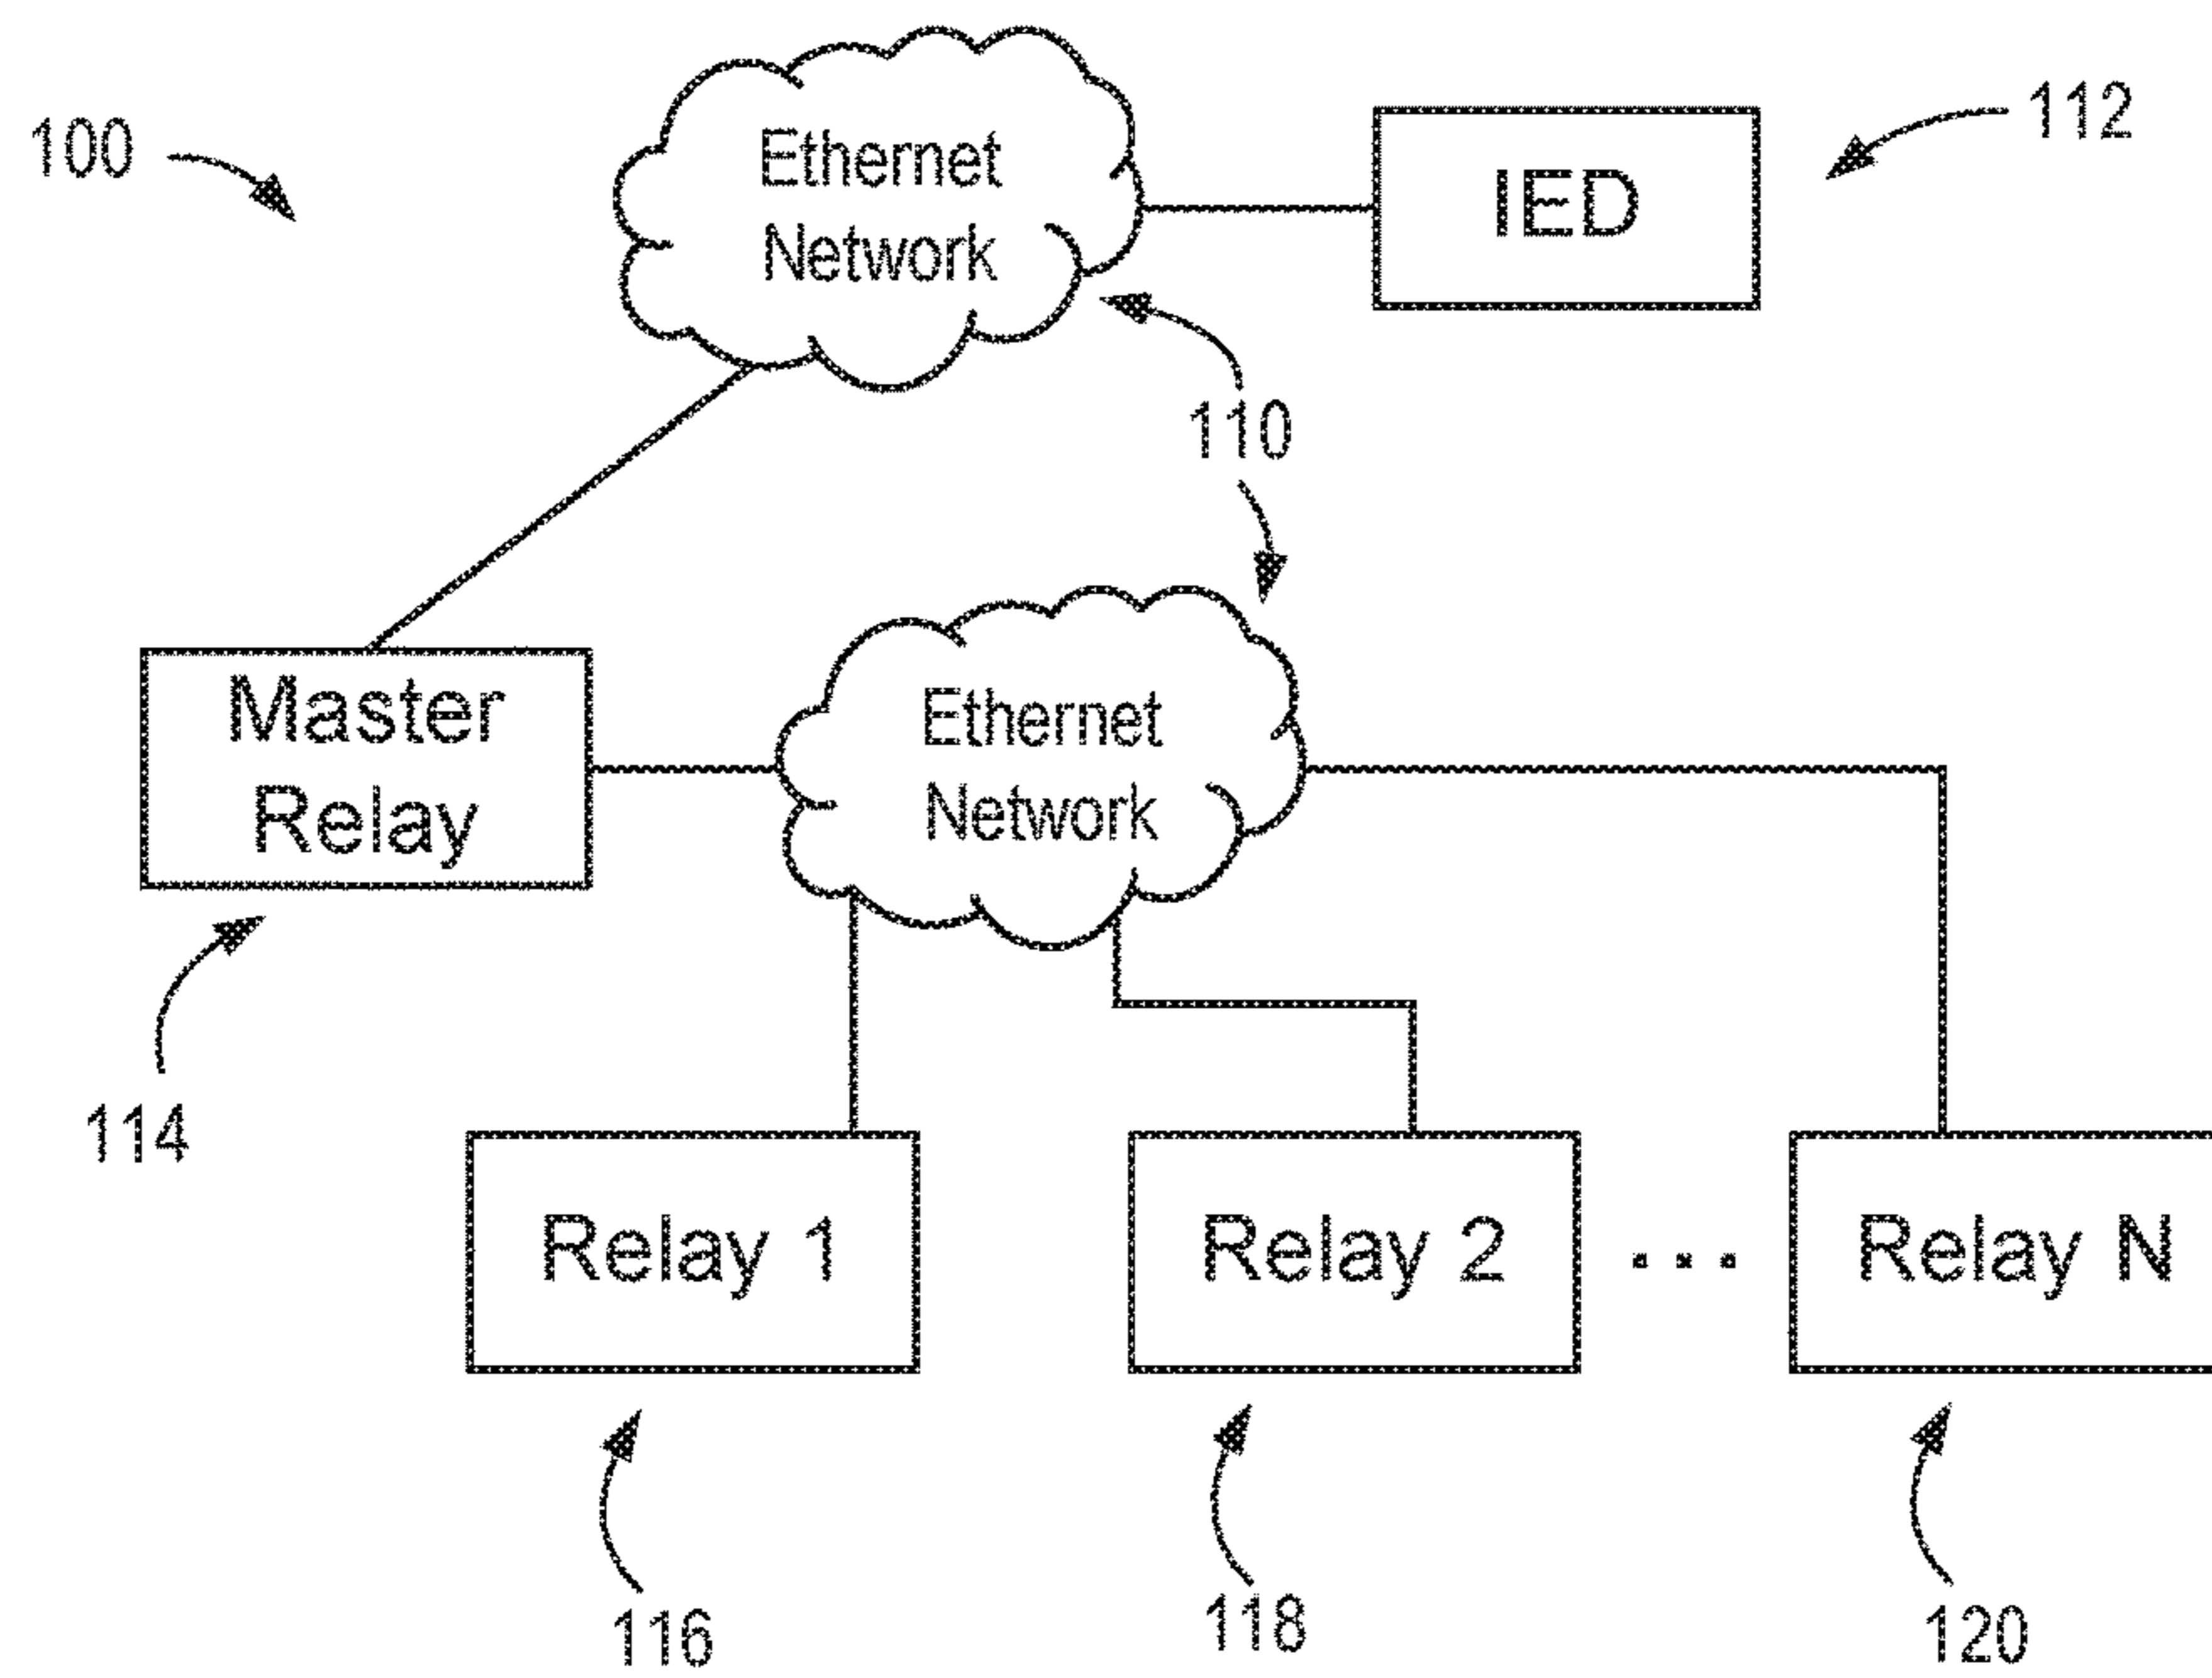 100
Ethernet
Network
IED
112
110
Master
Relay
Ethernet
Network
114
Relay 1
Relay 2
...
Relay N
116
118
120